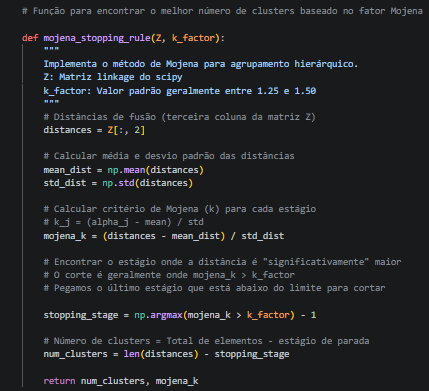 # Função para encontrar o melhor número de clusters baseado no fator Mojena
def mojena_stopping_rule(Z, k_factor):
"""
Implementa o método de Mojena para agrupamento hierárquico.
Z: Matriz linkage do scipy
k_factor: Valor padrão geralmente entre 1.25 e 1.50
"""
# Distâncias de fusão (terceira coluna da matriz Z)
distances = Z[:, 2]
# Calcular média e desvio padrão das distâncias
mean_dist = np.mean(distances)
std_dist = np.std(distances)
# Calcular critério de Mojena (k) para cada estágio
# k_j = (alpha_j - mean) / std
mojena_k = (distances - mean_dist) / std_dist
# Encontrar o estágio onde a distância é "significativamente" maior
# O corte é geralmente onde mojena_k > k_factor
# Pegamos o último estágio que está abaixo do limite para cortar
stopping_stage = np.argmax(mojena_k > k_factor) - 1
# Número de clusters = Total de elementos - estágio de parada
num_clusters = len(distances) - stopping_stage
return num_clusters, mojena_k